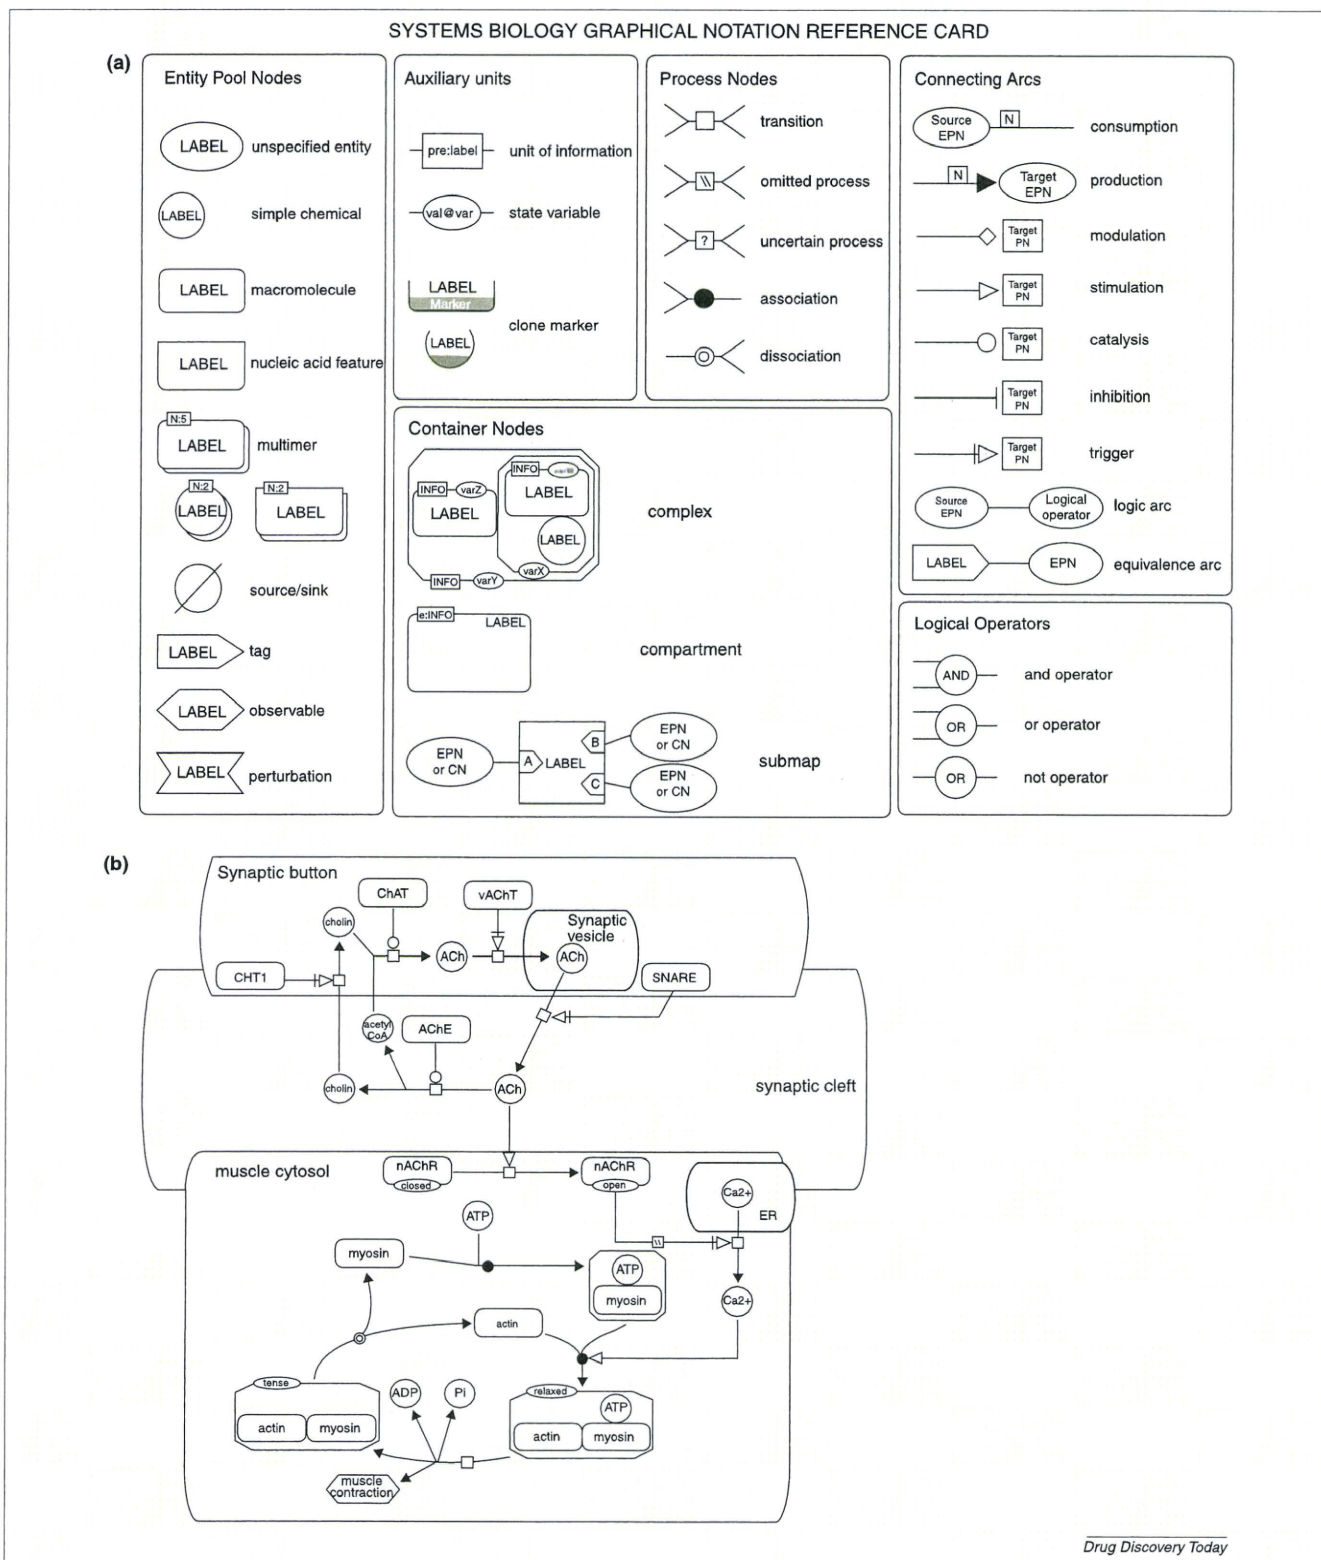 SYSTEMS BIOLOGY GRAPHICAL NOTATION REFERENCE CARD
(a)
Entity Pool Nodes
LABEL unspecified entity
LABEL simple chemical
LABEL macromolecule
LABEL nucleic acid feature
N:5
LABEL multimer
N:2 N:2
LABEL LABEL
source/sink
LABEL tag
LABEL observable
LABEL perturbation
Auxiliary units
pre:label unit of information
val@var state variable
LABEL
Marker
clone marker
LABEL
Process Nodes
transition
\\ omitted process
? uncertain process
association
dissociation
Connecting Arcs
Source
EPN
N
consumption
N
Target
EPN
production
Target
PN
modulation
Target
PN
stimulation
Target
PN
catalysis
Target
PN
inhibition
Target
PN
trigger
Source
EPN
Logical
operator
logic arc
LABEL EPN equivalence arc
Container Nodes
INFO
INFO varZ
LABEL
LABEL
LABEL
varX
INFO varY
complex
e:INFO
LABEL
compartment
EPN
or CN
A LABEL
B
C
EPN
or CN
EPN
or CN
submap
Logical Operators
AND and operator
OR or operator
OR not operator
(b)
Synaptic button
ChAT vAChT
cholin
Synaptic
vesicle
ACh ACh
CHT1 SNARE
acetyl
CoA
AChE
cholin ACh
synaptic cleft
muscle cytosol
nAChR
closed
nAChR
open
Ca2+
ER
ATP
\\
myosin
ATP
myosin
Ca2+
actin
tense
actin myosin
ADP Pi
relaxed
ATP
actin myosin
muscle
contraction
Drug Discovery Today